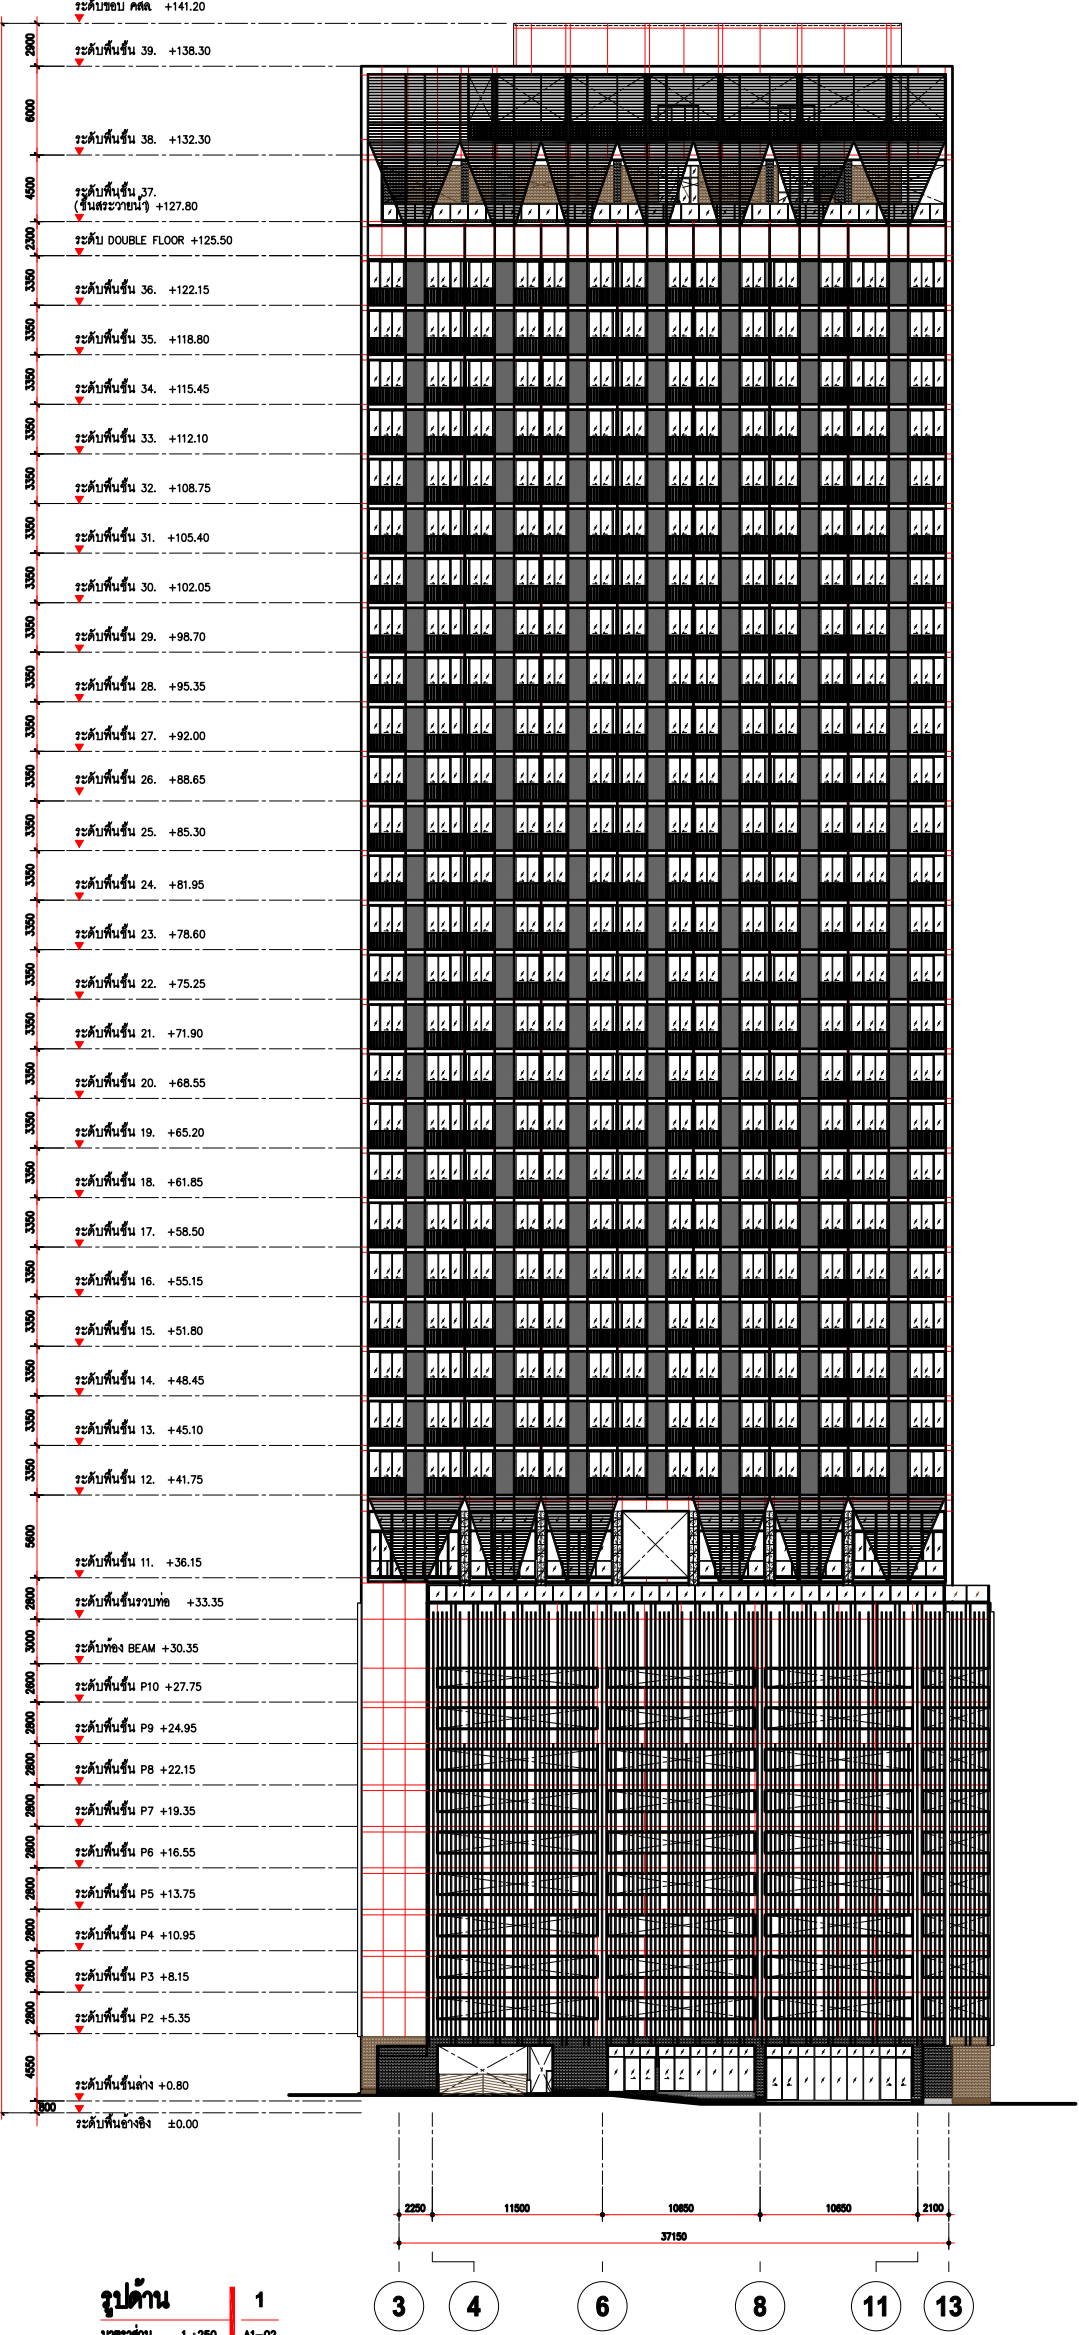 ระดับขอบ คสล. +141.20
2900
ระดับพื้นชั้น 39. +138.30
6000
ระดับพื้นชั้น 38. +132.30
4500
ระดับพื้นชั้น 37.
(ชั้นสระว่ายน้ำ) +127.80
2300
ระดับ DOUBLE FLOOR +125.50
3350
ระดับพื้นชั้น 36. +122.15
3350
ระดับพื้นชั้น 35. +118.80
3350
ระดับพื้นชั้น 34. +115.45
3350
ระดับพื้นชั้น 33. +112.10
3350
ระดับพื้นชั้น 32. +108.75
3350
ระดับพื้นชั้น 31. +105.40
3350
ระดับพื้นชั้น 30. +102.05
3350
ระดับพื้นชั้น 29. +98.70
3350
ระดับพื้นชั้น 28. +95.35
3350
ระดับพื้นชั้น 27. +92.00
3350
ระดับพื้นชั้น 26. +88.65
3350
ระดับพื้นชั้น 25. +85.30
3350
ระดับพื้นชั้น 24. +81.95
3350
ระดับพื้นชั้น 23. +78.60
3350
ระดับพื้นชั้น 22. +75.25
3350
ระดับพื้นชั้น 21. +71.90
3350
ระดับพื้นชั้น 20. +68.55
3350
ระดับพื้นชั้น 19. +65.20
3350
ระดับพื้นชั้น 18. +61.85
3350
ระดับพื้นชั้น 17. +58.50
3350
ระดับพื้นชั้น 16. +55.15
3350
ระดับพื้นชั้น 15. +51.80
3350
ระดับพื้นชั้น 14. +48.45
3350
ระดับพื้นชั้น 13. +45.10
3350
ระดับพื้นชั้น 12. +41.75
5600
ระดับพื้นชั้น 11. +36.15
2800
ระดับพื้นชั้นรวบท่อ +33.35
3000
ระดับท้อง BEAM +30.35
2600
ระดับพื้นชั้น P10 +27.75
2800
ระดับพื้นชั้น P9 +24.95
2800
ระดับพื้นชั้น P8 +22.15
2800
ระดับพื้นชั้น P7 +19.35
2800
ระดับพื้นชั้น P6 +16.55
2800
ระดับพื้นชั้น P5 +13.75
2800
ระดับพื้นชั้น P4 +10.95
2800
ระดับพื้นชั้น P3 +8.15
2800
ระดับพื้นชั้น P2 +5.35
4550
ระดับพื้นชั้นล่าง +0.80
800
ระดับพื้นอ้างอิง ±0.00
2250 11500 10650 10650 2100
37150
3 4 6 8 11 13
รูปด้าน 1
มาตราส่วน 1 : 250 A1-02